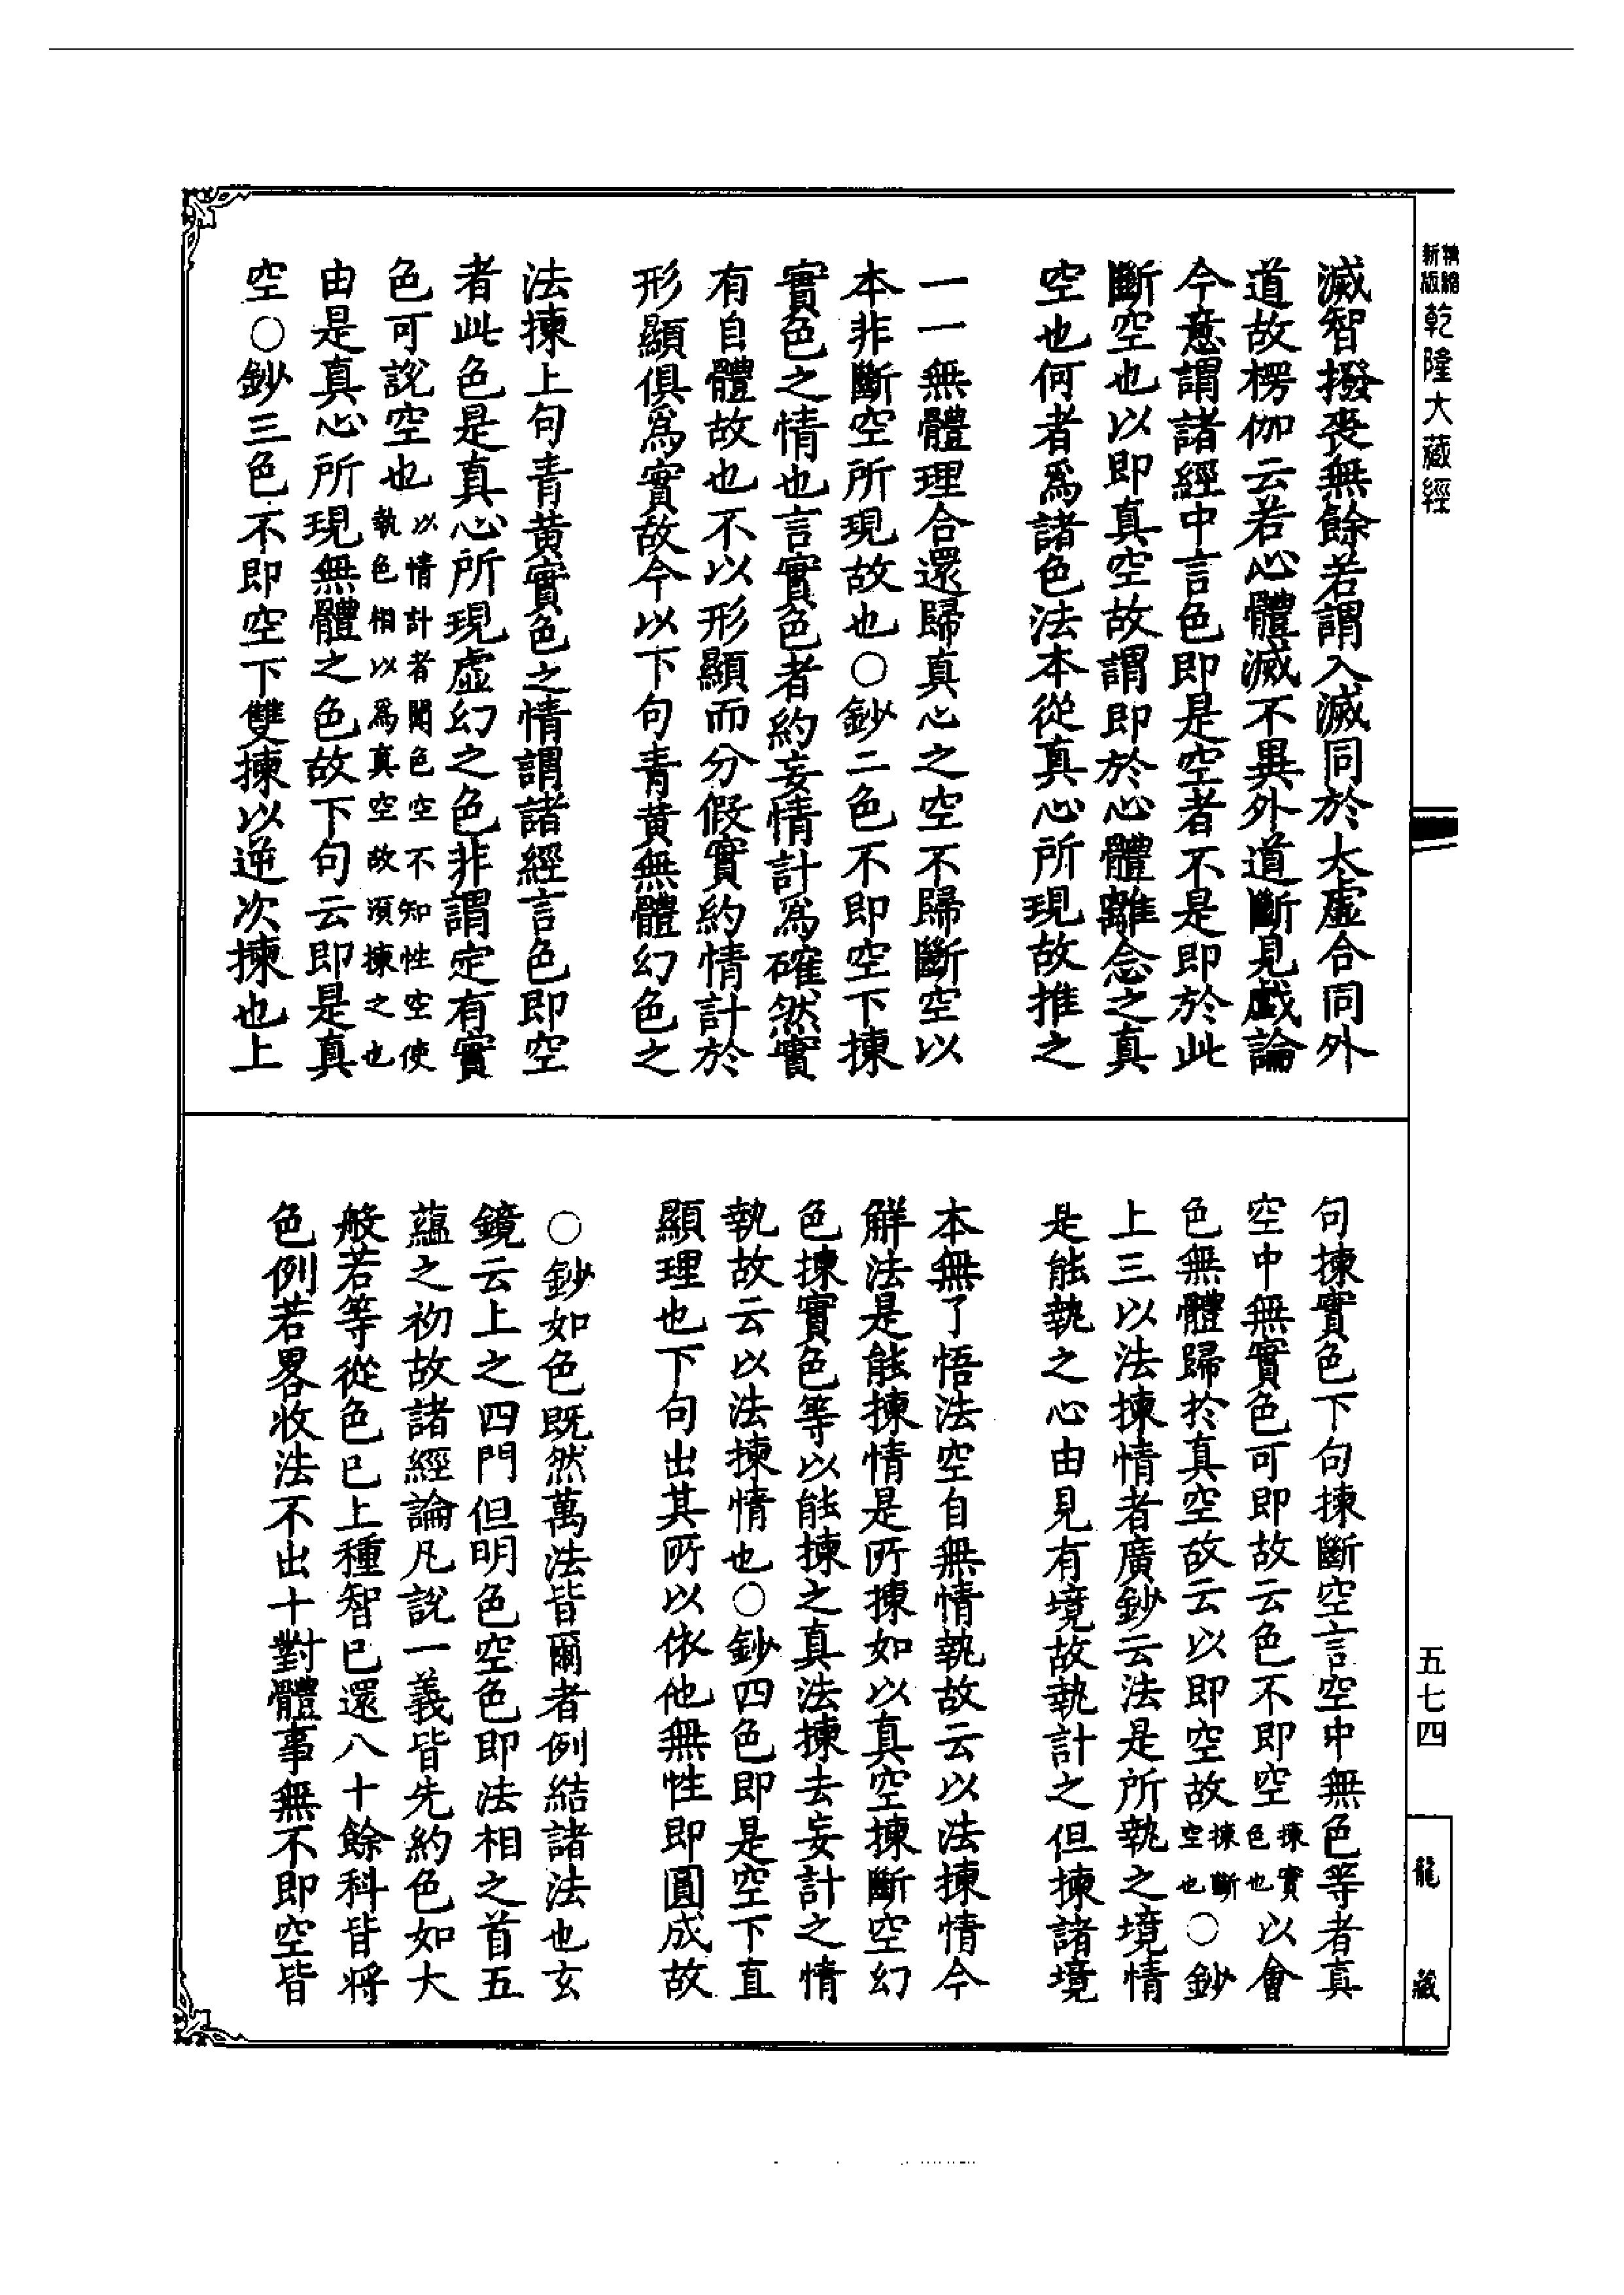 新版精縮乾隆大藏經
滅智撥喪無餘若謂入滅同於太虛合同外
道故楞伽云若心體滅不異外道斷見戲論
今意謂諸經中言色即是空者不是即於此
斷空也以即真空故謂即於心體離念之真
空也何者爲諸色法本從真心所現故推之
一一無體理合還歸真心之空不歸斷空以
本非斷空所現故也○鈔二色不即空下揀
實色之情也言實色者約妄情計爲確然實
有自體故也不以形顯而分假實約情計於
形顯俱爲實故今以下句青黃無體幻色之
法揀上句青黃實色之情謂諸經言色即空
者此色是真心所現虛幻之色非謂定有實
色可說空也以情計者聞色空不知性空使執色相以爲真空故須揀之也
由是真心所現無體之色故下句云即是真
空○鈔三色不即空下雙揀以逆次揀也上
句揀實色下句揀斷空言空中無色等者真
空中無實色可即故云色不即空揀實色也以會
色無體歸於真空故云以即空故揀斷空也○鈔
上三以法揀情者廣鈔云法是所執之境情
是能執之心由見有境故執計之但揀諸境
本無了悟法空自無情執故云以法揀情今
解法是能揀情是所揀如以真空揀斷空幻
色揀實色等以能揀之真法揀去妄計之情
執故云以法揀情也○鈔四色即是空下直
顯理也下句出其所以依他無性即圓成故
○鈔如色既然萬法皆爾者例結諸法也玄
鏡云上之四門但明色空色即法相之首五
蘊之初故諸經論凡說一義皆先約色如大
般若等從色已上種智已還八十餘科皆將
色例若畧收法不出十對體事無不即空皆
五七四
龍藏